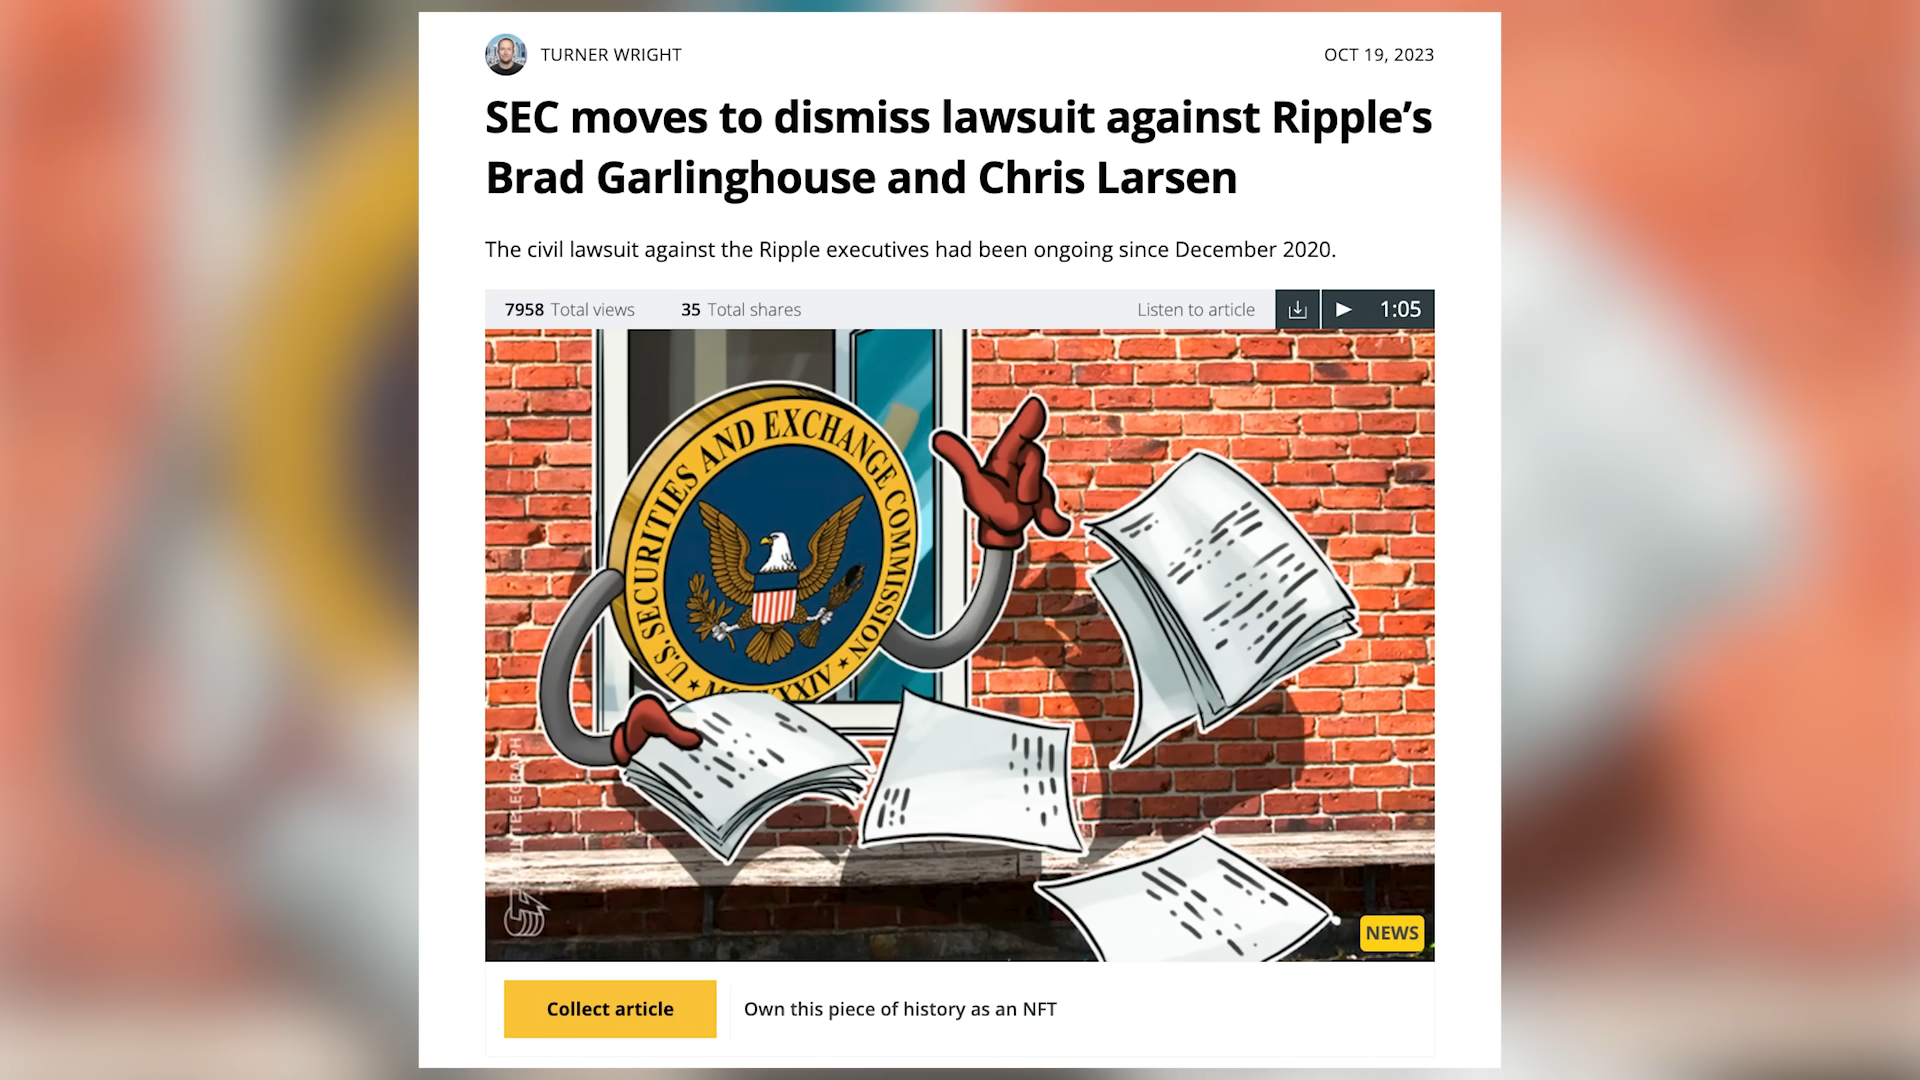 TURNER WRIGHT
OCT 19, 2023
SEC moves to dismiss lawsuit against Ripple’s
Brad Garlinghouse and Chris Larsen
The civil lawsuit against the Ripple executives had been ongoing since December 2020.
7958 Total views
35 Total shares
Listen to article
1:05
U.S. SECURITIES AND EXCHANGE COMMISSION
NEWS
Collect article
Own this piece of history as an NFT